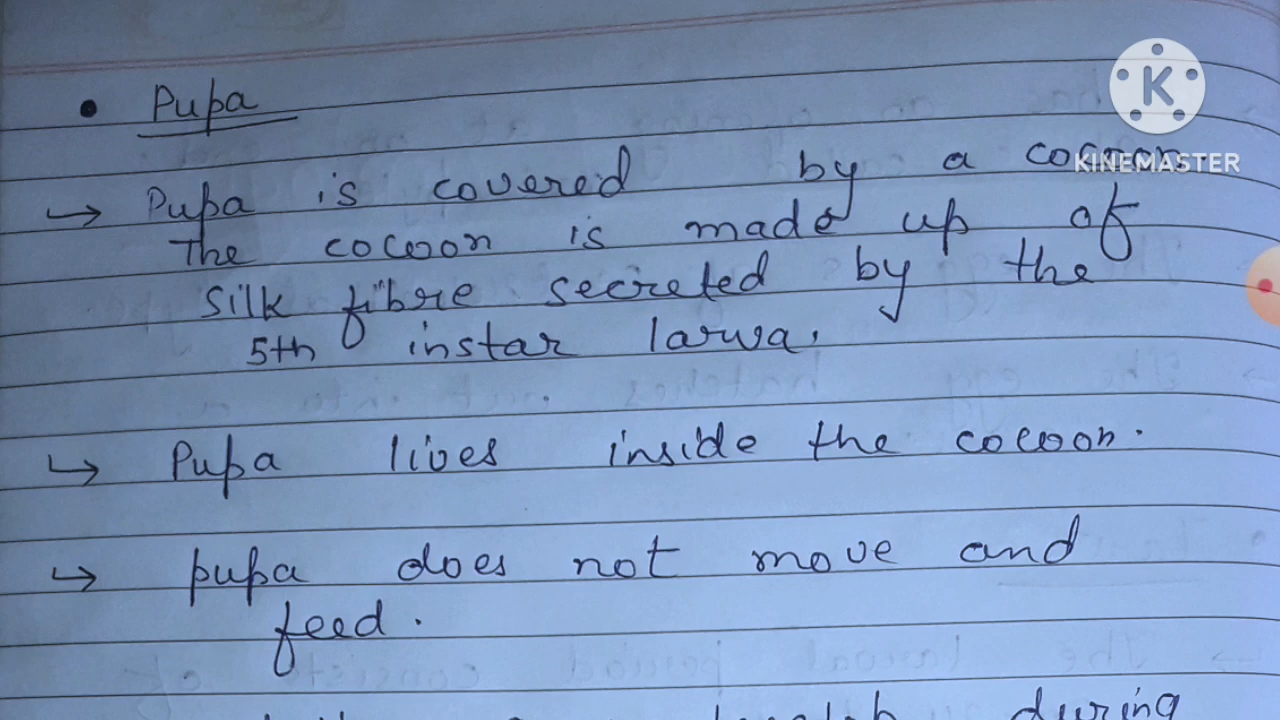 • Pupa
→ Pupa is covered by a cocoon
The cocoon is made up of
silk fibre secreted by the
5th instar larva.
→ Pupa lives inside the cocoon.
→ pupa does not move and
feed.
during
KINEMASTER